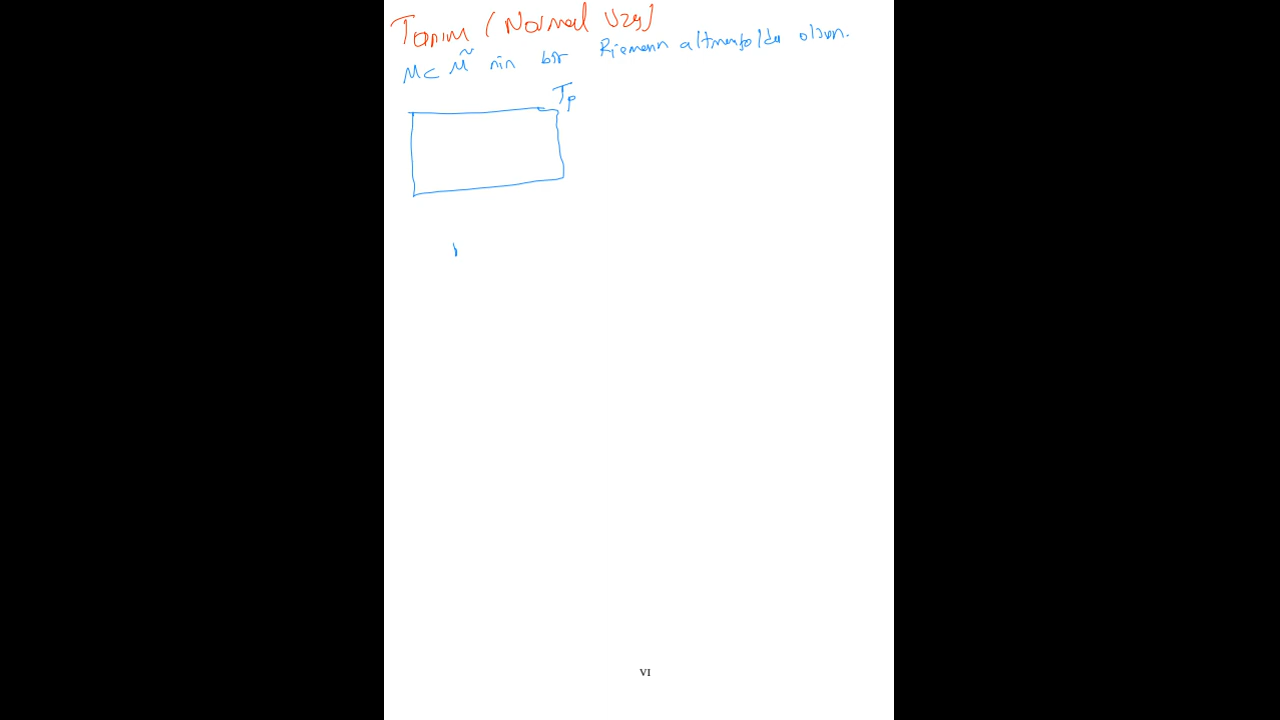 Tanım (Normal Uzay)
M⊂ M̃ nin bir Riemann altmanifoldu olsun.
Tp
VI